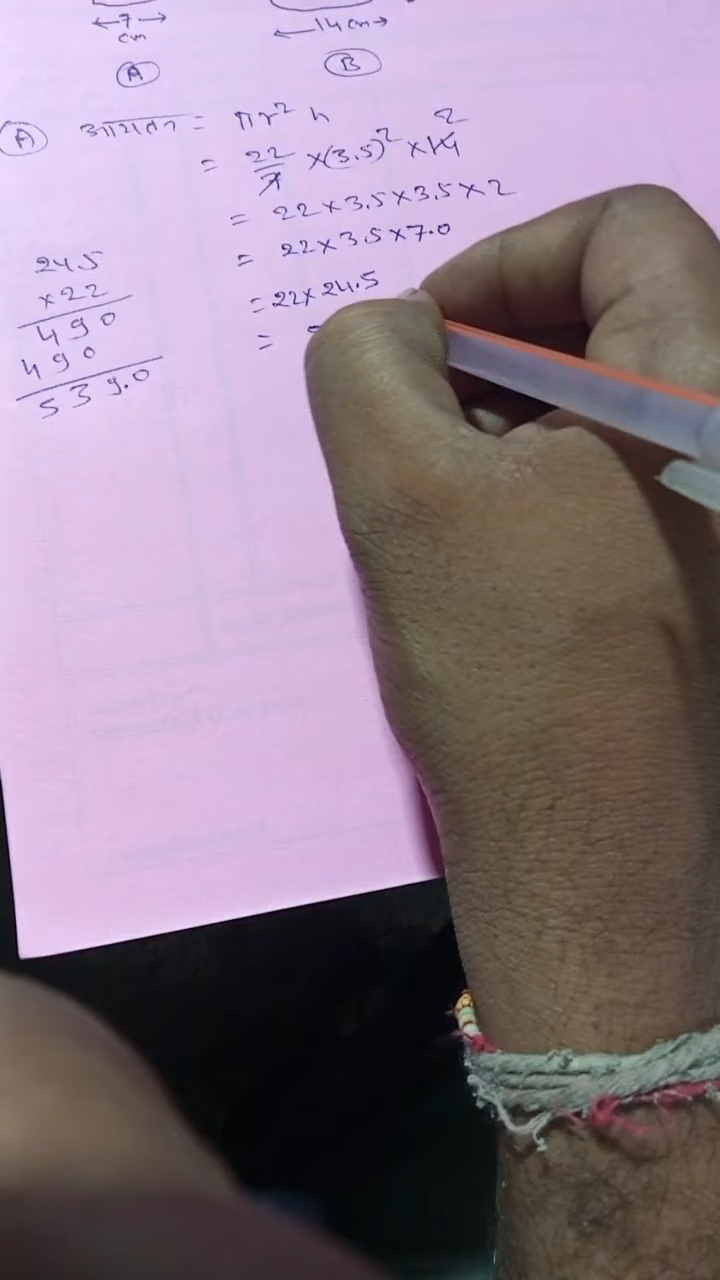 ←7→ ←14cm→
cm
A B
A आयतन = πr² h
= 22/7 ×(3.5)² ×14 2
= 22×3.5×3.5×2
= 22×3.5×7.0
= 22×24.5
=
245
×22
490
490
539.0